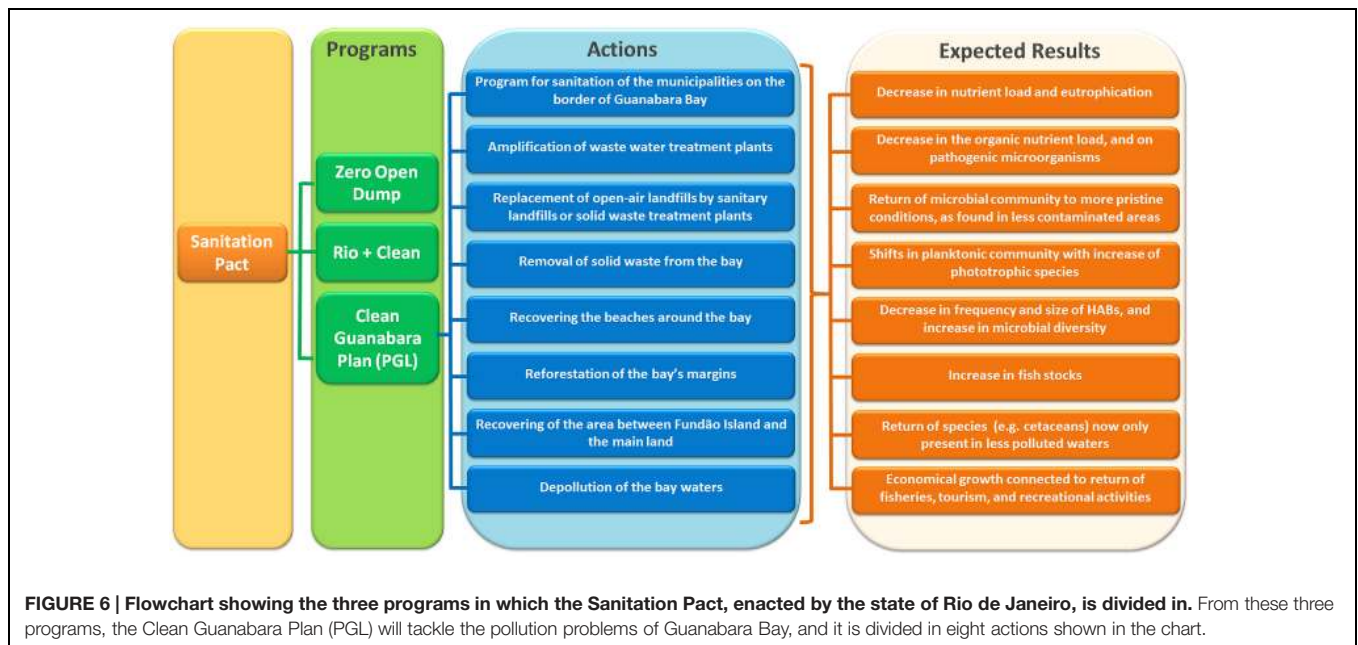 Programs
Actions
Expected Results
Sanitation
Pact
Zero Open
Dump
Rio + Clean
Clean
Guanabara
Plan (PGL)
Program for sanitation of the municipalities on the
border of Guanabara Bay
Amplification of waste water treatment plants
Replacement of open-air landfills by sanitary
landfills or solid waste treatment plants
Removal of solid waste from the bay
Recovering the beaches around the bay
Reforestation of the bay's margins
Recovering of the area between Fundão Island and
the main land
Depollution of the bay waters
Decrease in nutrient load and eutrophication
Decrease in the organic nutrient load, and on
pathogenic microorganisms
Return of microbial community to more pristine
conditions, as found in less contaminated areas
Shifts in planktonic community with increase of
phototrophic species
Decrease in frequency and size of HABs, and
increase in microbial diversity
Increase in fish stocks
Return of species (e.g. cetaceans) now only
present in less polluted waters
Economical growth connected to return of
fisheries, tourism, and recreational activities
FIGURE 6 | Flowchart showing the three programs in which the Sanitation Pact, enacted by the state of Rio de Janeiro, is divided in. From these three
programs, the Clean Guanabara Plan (PGL) will tackle the pollution problems of Guanabara Bay, and it is divided in eight actions shown in the chart.